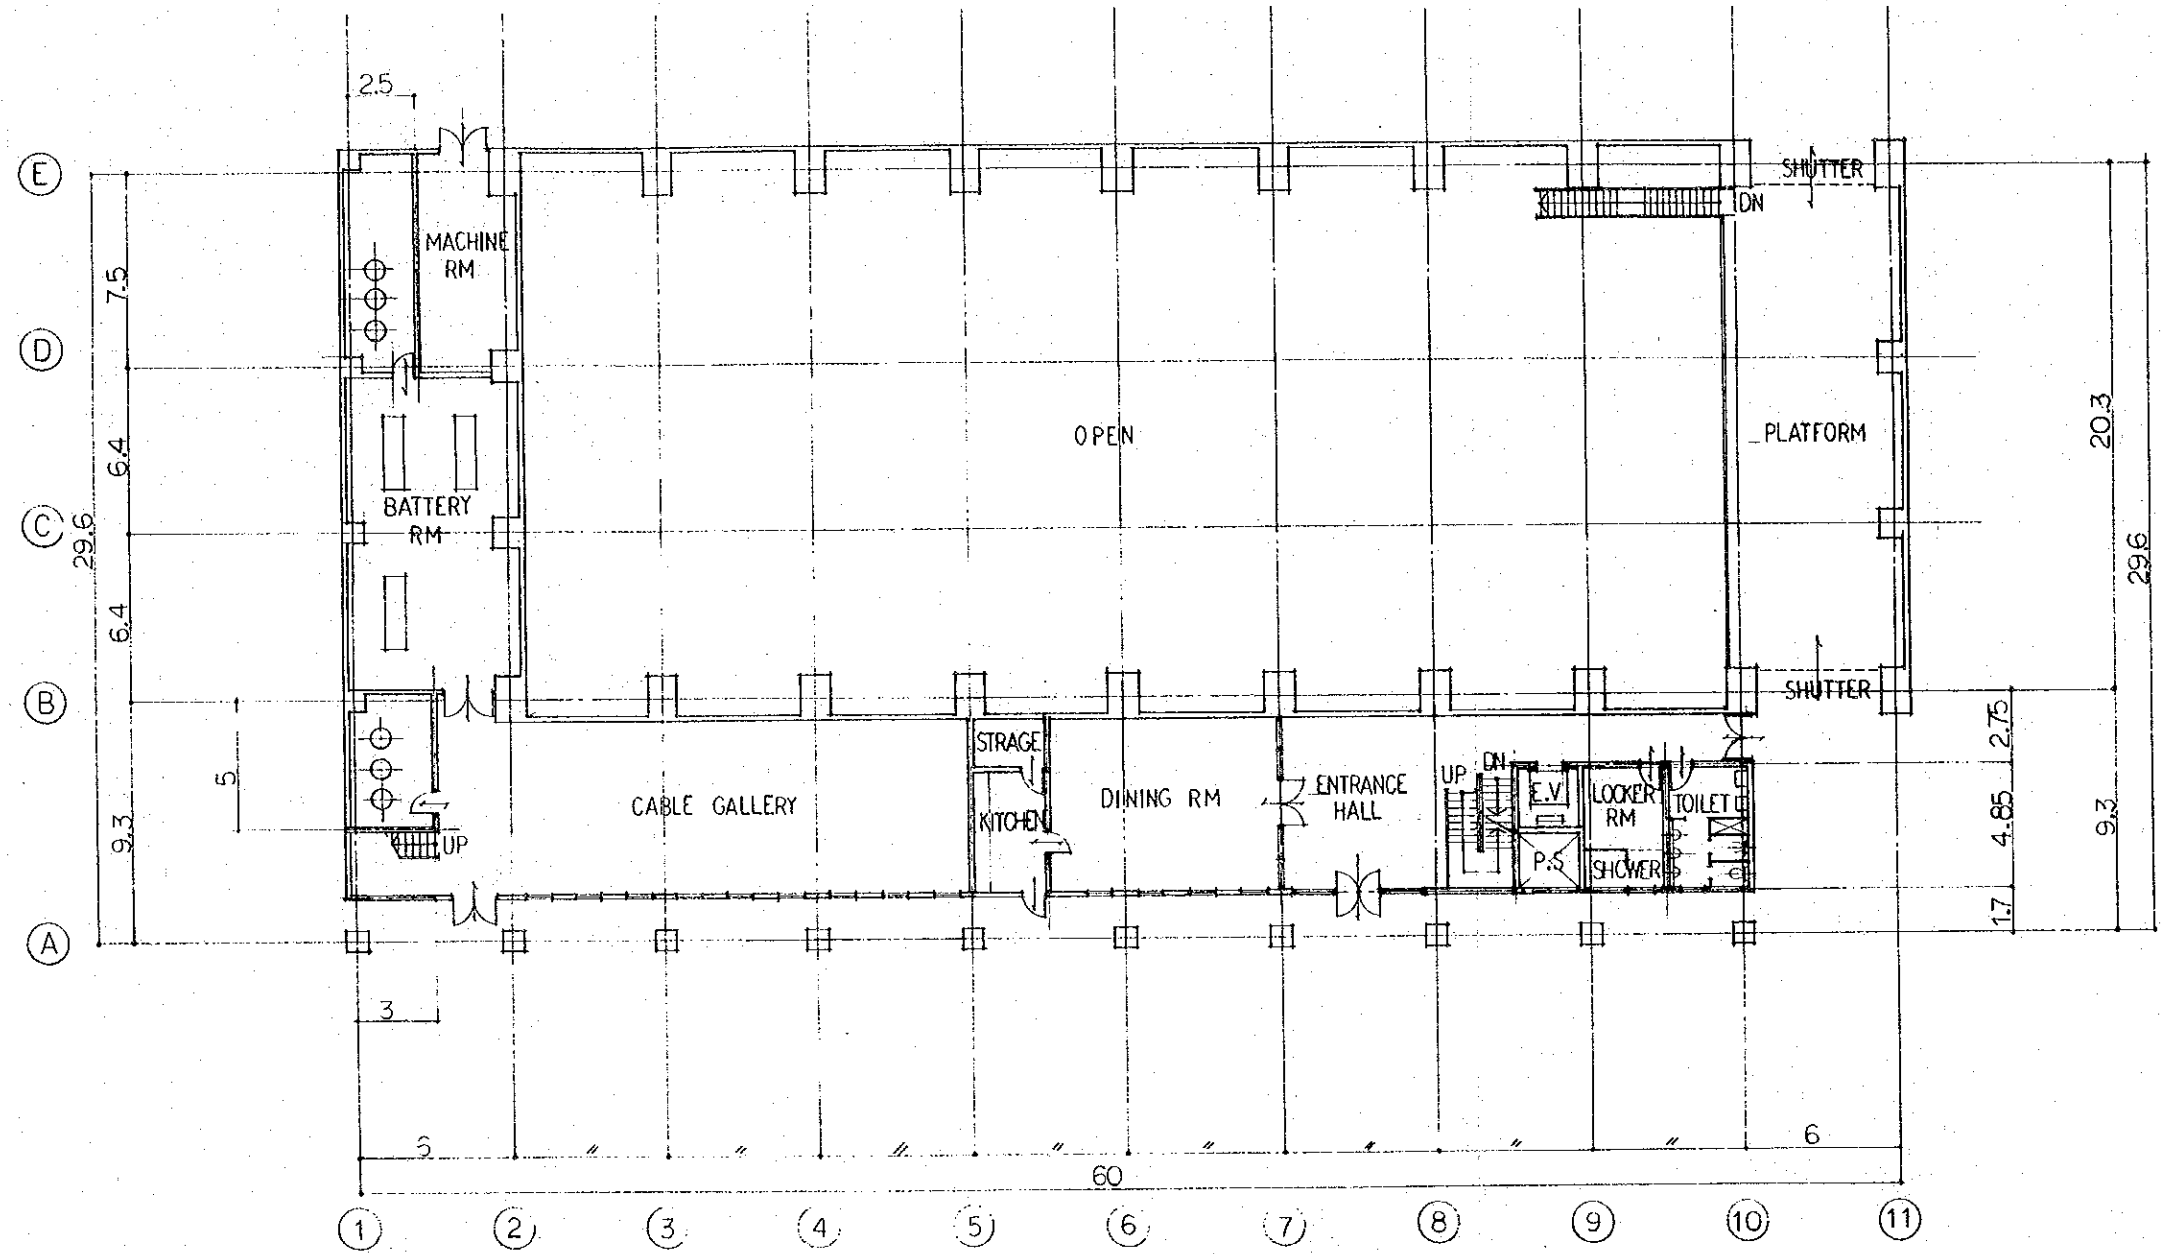 2.5
E
SHUTTER
DN
MACHINE
RM
7.5
D
20.3
OPEN
PLATFORM
6.4
BATTERY
RM
C
29.6
29.6
6.4
B
SHUTTER
2.75
STRAGE
5
CABLE GALLERY
DINING RM
ENTRANCE
HALL
UP
DN
E.V
LOCKER
RM
TOILET
KITCHEN
9.3
4.85
9.3
UP
P.S
SHOWER
1.7
A
3
6
〃
〃
〃
〃
〃
〃
〃
〃
6
60
1
2
3
4
5
6
7
8
9
10
11